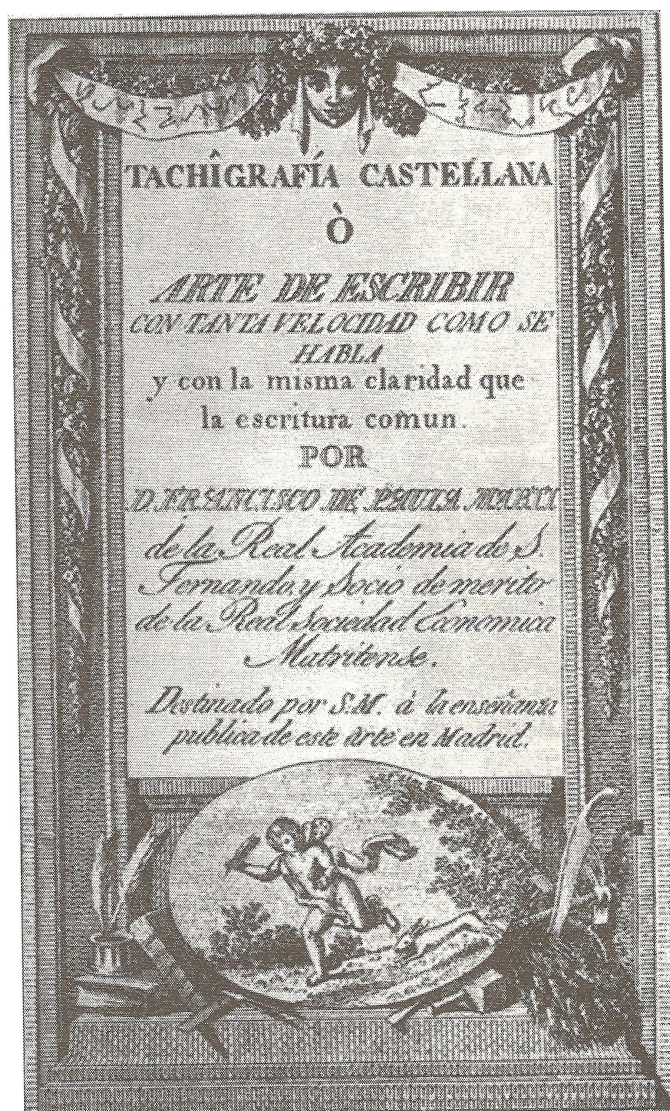 TACHÎGRAFÍA CASTELLANA
Ò
ARTE DE ESCRIBIR
CON TANTA VELOCIDAD COMO SE
HABLA
y con la misma claridad que
la escritura comun.
POR
D. FRANCISCO DE PAULA MARTI
de la Real Academia de S.
Fernando, y Socio de merito
de la Real Sociedad Economica
Matritense.
Destinado por S.M. á la enseñanza
publica de este Arte en Madrid.